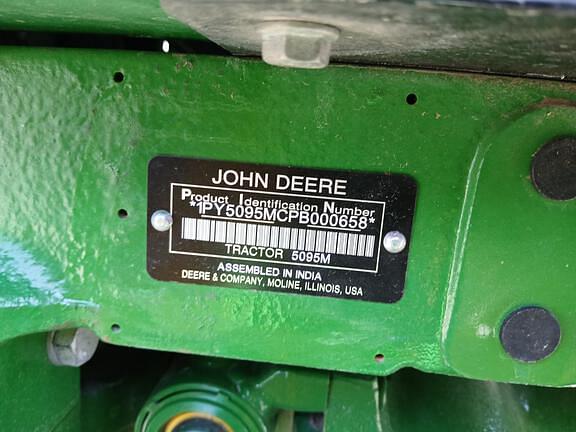 JOHN DEERE
Product Identification Number
*1PY5095MCPB000658*
TRACTOR 5095M
ASSEMBLED IN INDIA
DEERE & COMPANY, MOLINE, ILLINOIS, USA